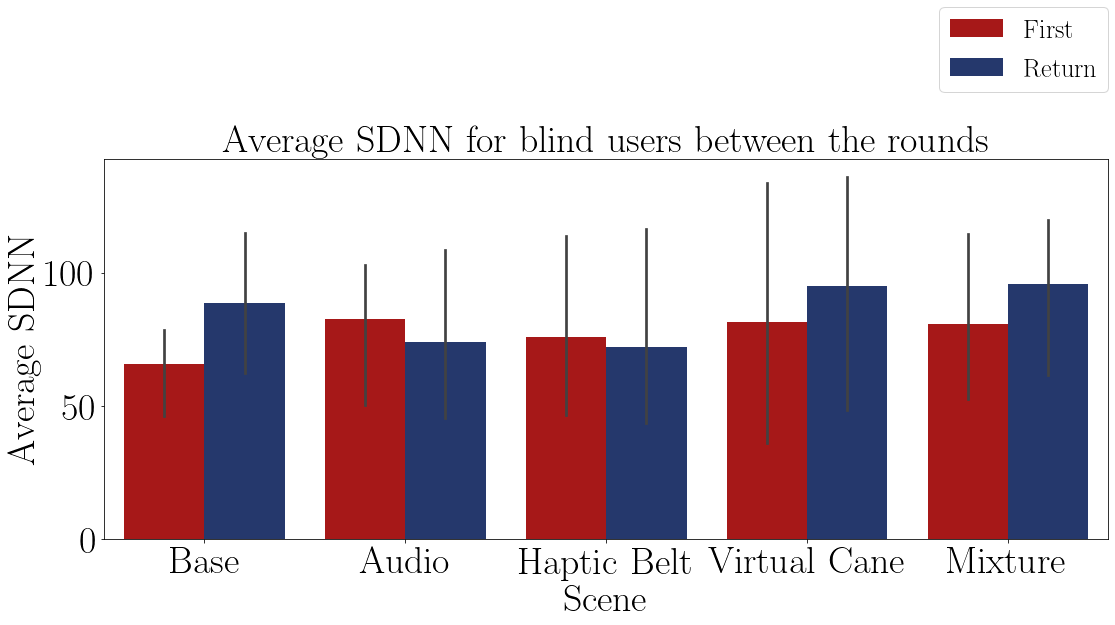 First
Return
Average SDNN for blind users between the rounds
Average SDNN
100
50
0
Base Audio Haptic Belt Virtual Cane Mixture
Scene